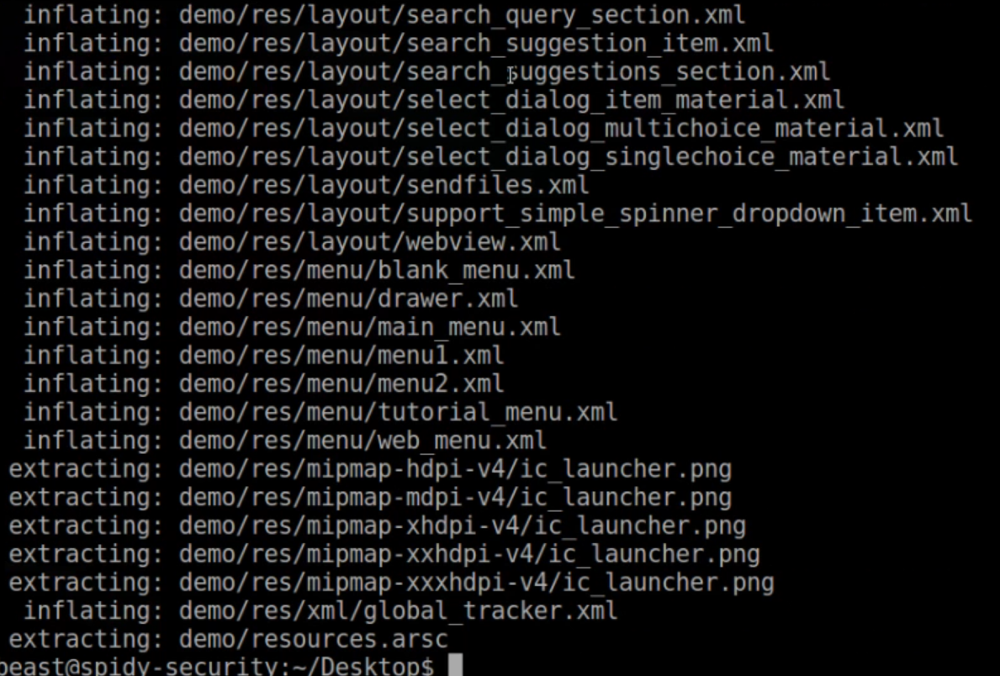 inflating: demo/res/layout/search_query_section.xml
inflating: demo/res/layout/search_suggestion_item.xml
inflating: demo/res/layout/search_suggestions_section.xml
inflating: demo/res/layout/select_dialog_item_material.xml
inflating: demo/res/layout/select_dialog_multichoice_material.xml
inflating: demo/res/layout/select_dialog_singlechoice_material.xml
inflating: demo/res/layout/sendfiles.xml
inflating: demo/res/layout/support_simple_spinner_dropdown_item.xml
inflating: demo/res/layout/webview.xml
inflating: demo/res/menu/blank_menu.xml
inflating: demo/res/menu/drawer.xml
inflating: demo/res/menu/main_menu.xml
inflating: demo/res/menu/menu1.xml
inflating: demo/res/menu/menu2.xml
inflating: demo/res/menu/tutorial_menu.xml
inflating: demo/res/menu/web_menu.xml
extracting: demo/res/mipmap-hdpi-v4/ic_launcher.png
extracting: demo/res/mipmap-mdpi-v4/ic_launcher.png
extracting: demo/res/mipmap-xhdpi-v4/ic_launcher.png
extracting: demo/res/mipmap-xxhdpi-v4/ic_launcher.png
extracting: demo/res/mipmap-xxxhdpi-v4/ic_launcher.png
inflating: demo/res/xml/global_tracker.xml
extracting: demo/resources.arsc
beast@spidy-security:~/Desktop$